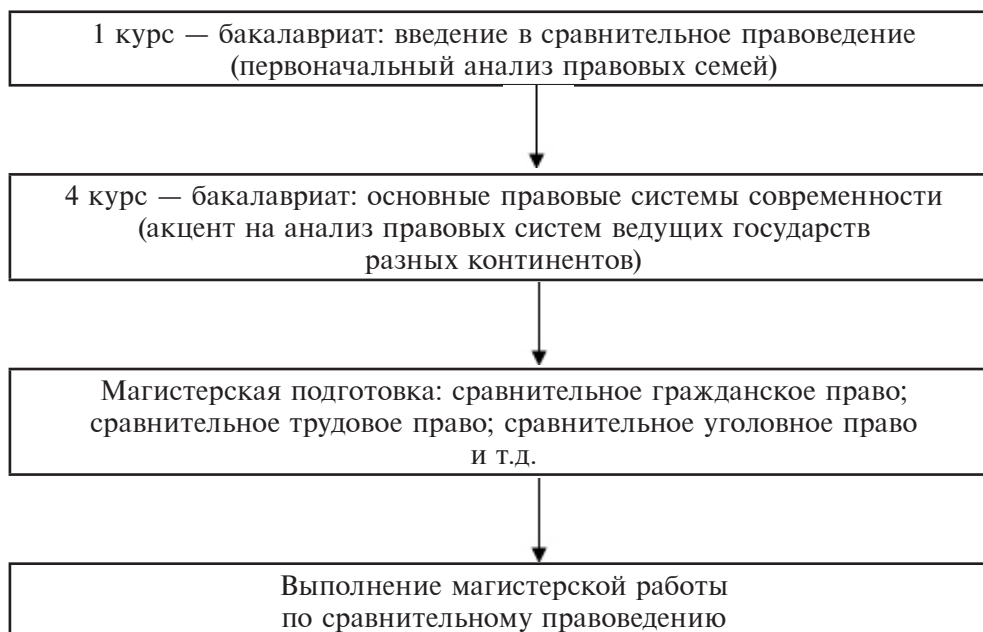 1 курс — бакалавриат: введение в сравнительное правоведение
(первоначальный анализ правовых семей)
4 курс — бакалавриат: основные правовые системы современности
(акцент на анализ правовых систем ведущих государств
разных континентов)
Магистерская подготовка: сравнительное гражданское право;
сравнительное трудовое право; сравнительное уголовное право
и т.д.
Выполнение магистерской работы
по сравнительному правоведению